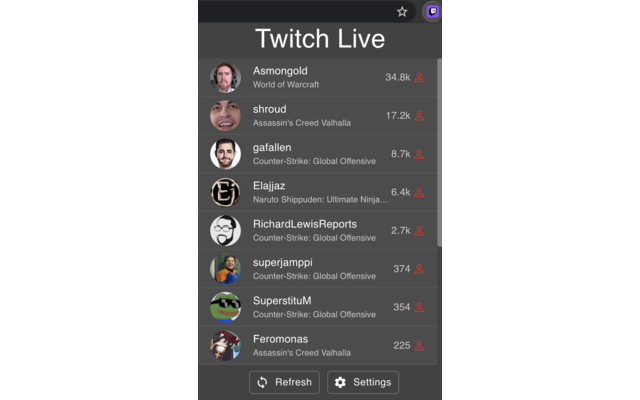 Twitch Live
Asmongold
World of Warcraft
34.8k
shroud
Assassin's Creed Valhalla
17.2k
gafallen
Counter-Strike: Global Offensive
8.7k
Elajjaz
Naruto Shippuden: Ultimate Ninja...
6.4k
RichardLewisReports
Counter-Strike: Global Offensive
2.7k
superjamppi
Counter-Strike: Global Offensive
374
SuperstituM
Counter-Strike: Global Offensive
354
Feromonas
Assassin's Creed Valhalla
225
Refresh
Settings